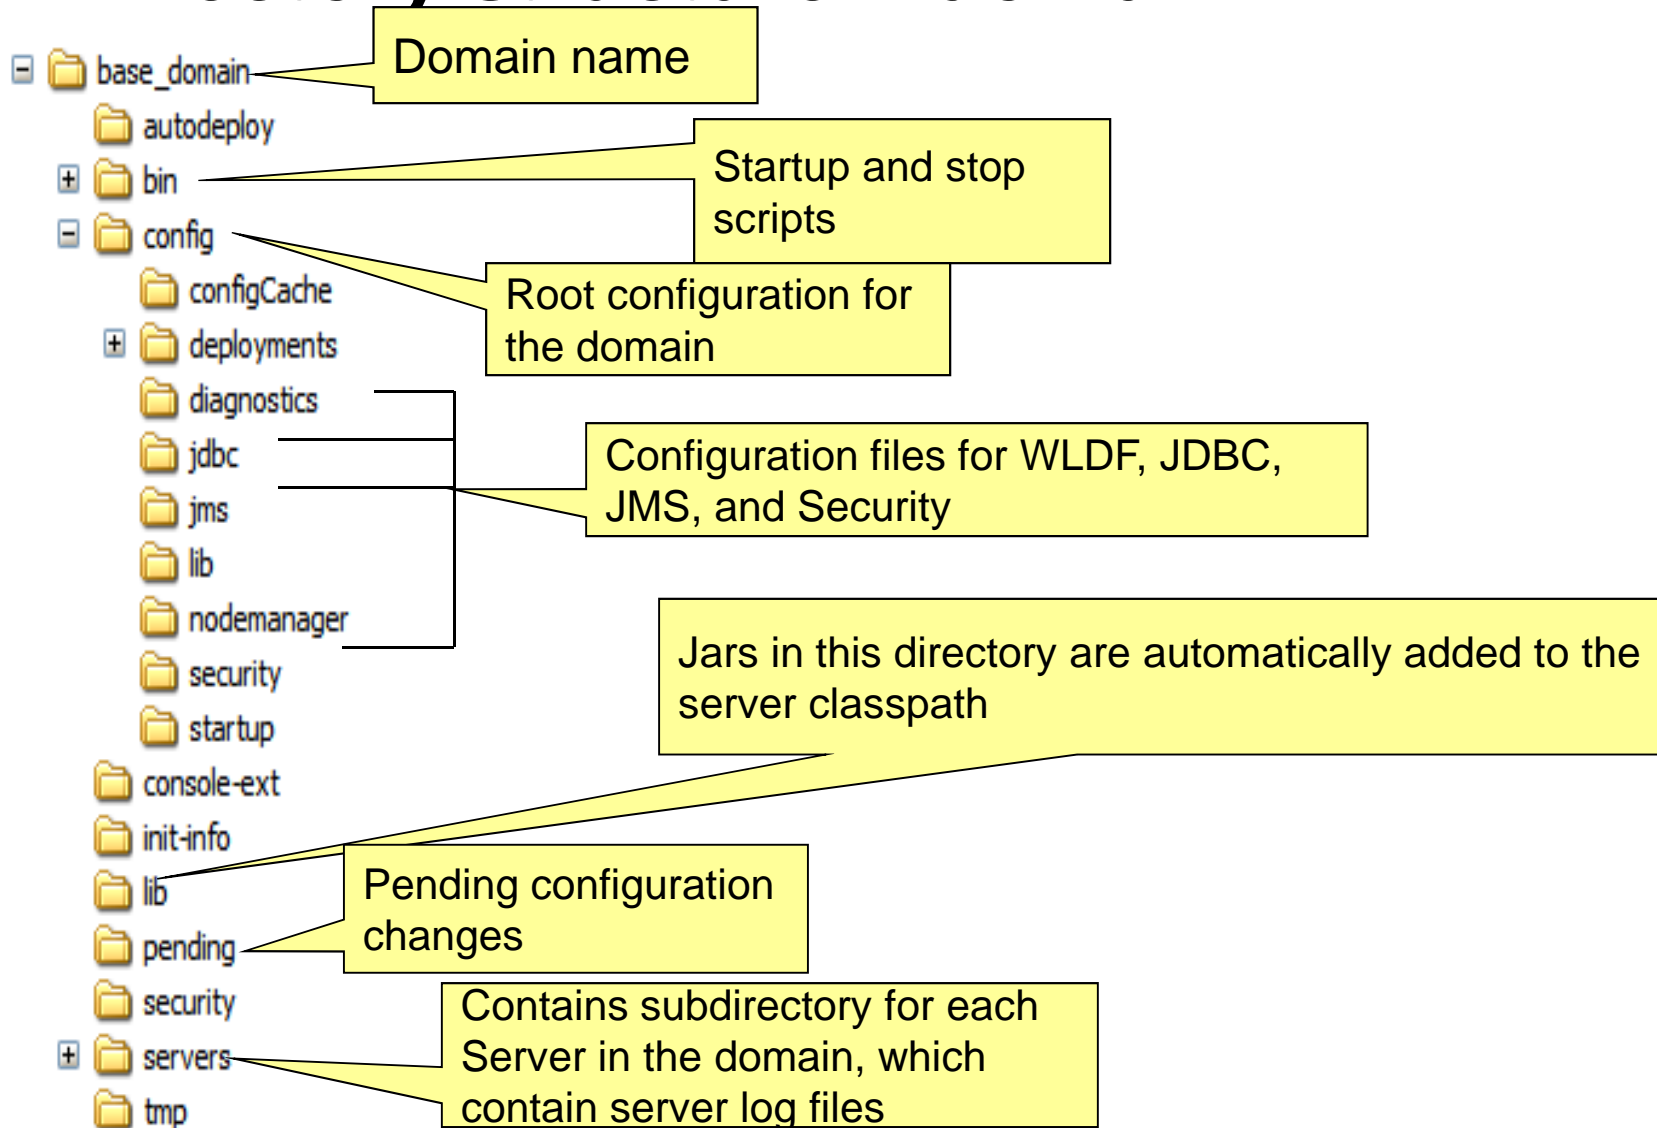 base_domain
Domain name
autodeploy
bin
Startup and stop
scripts
config
configCache
Root configuration for
the domain
deployments
diagnostics
jdbc
Configuration files for WLDF, JDBC,
JMS, and Security
jms
lib
nodemanager
Jars in this directory are automatically added to the
server classpath
security
startup
console-ext
init-info
lib
Pending configuration
changes
pending
security
Contains subdirectory for each
Server in the domain, which
contain server log files
servers
tmp